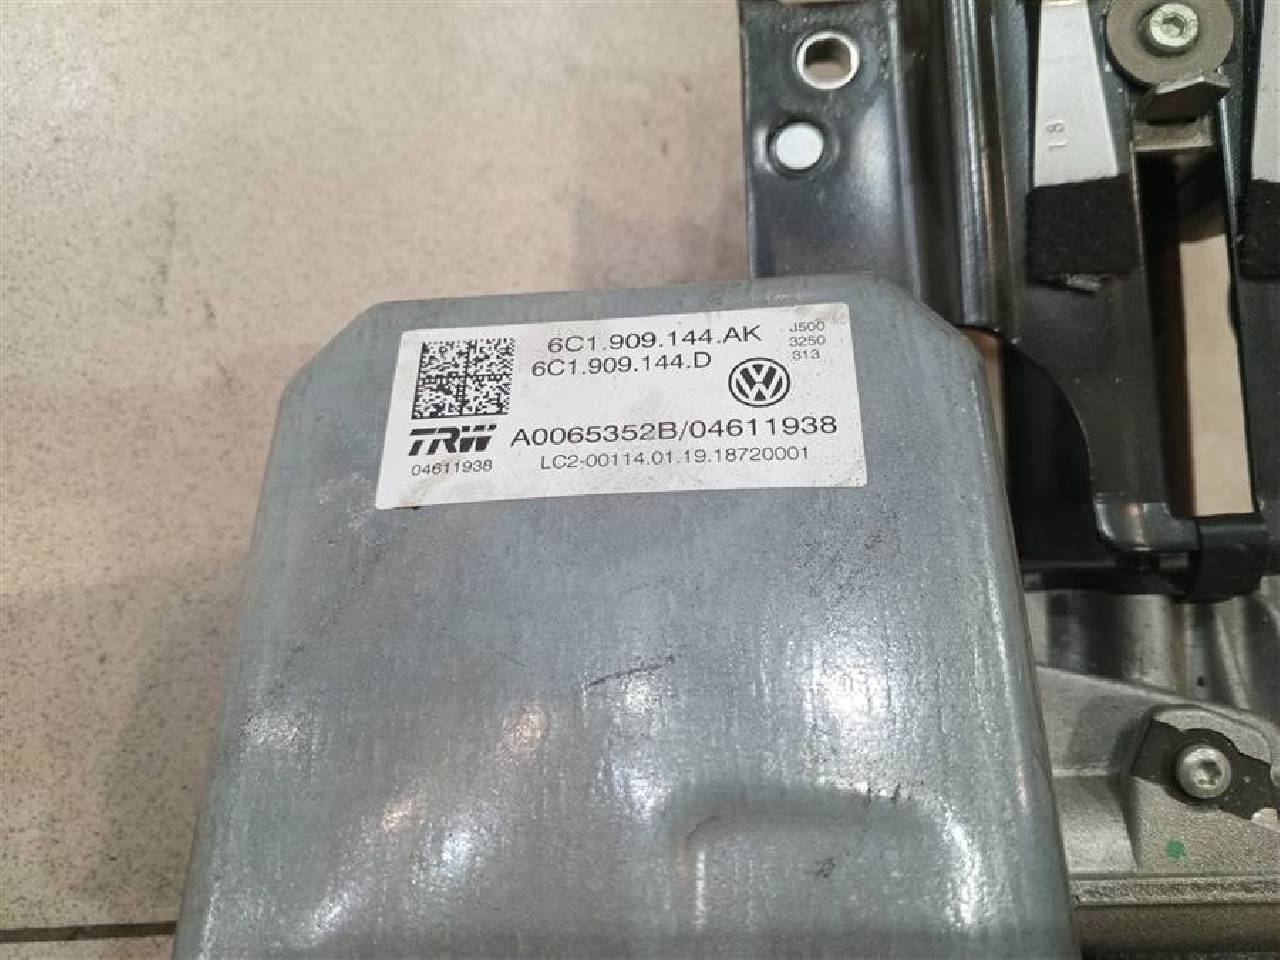 18
6C1.909.144.AK
J500
3250
313
6C1.909.144.D
TRW
A0065352B/04611938
04611938
LC2-00114.01.19.18720001